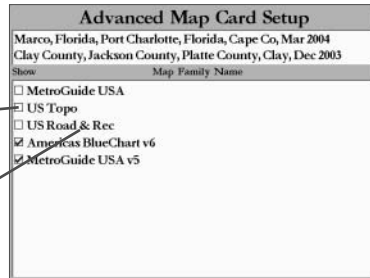 Advanced Map Card Setup
Marco, Florida, Port Charlotte, Florida, Cape Co, Mar 2004
Clay County, Jackson County, Platte County, Clay, Dec 2003
Show Map Family Name
MetroGuide USA
US Topo
US Road & Rec
Americas BlueChart v6
MetroGuide USA v5